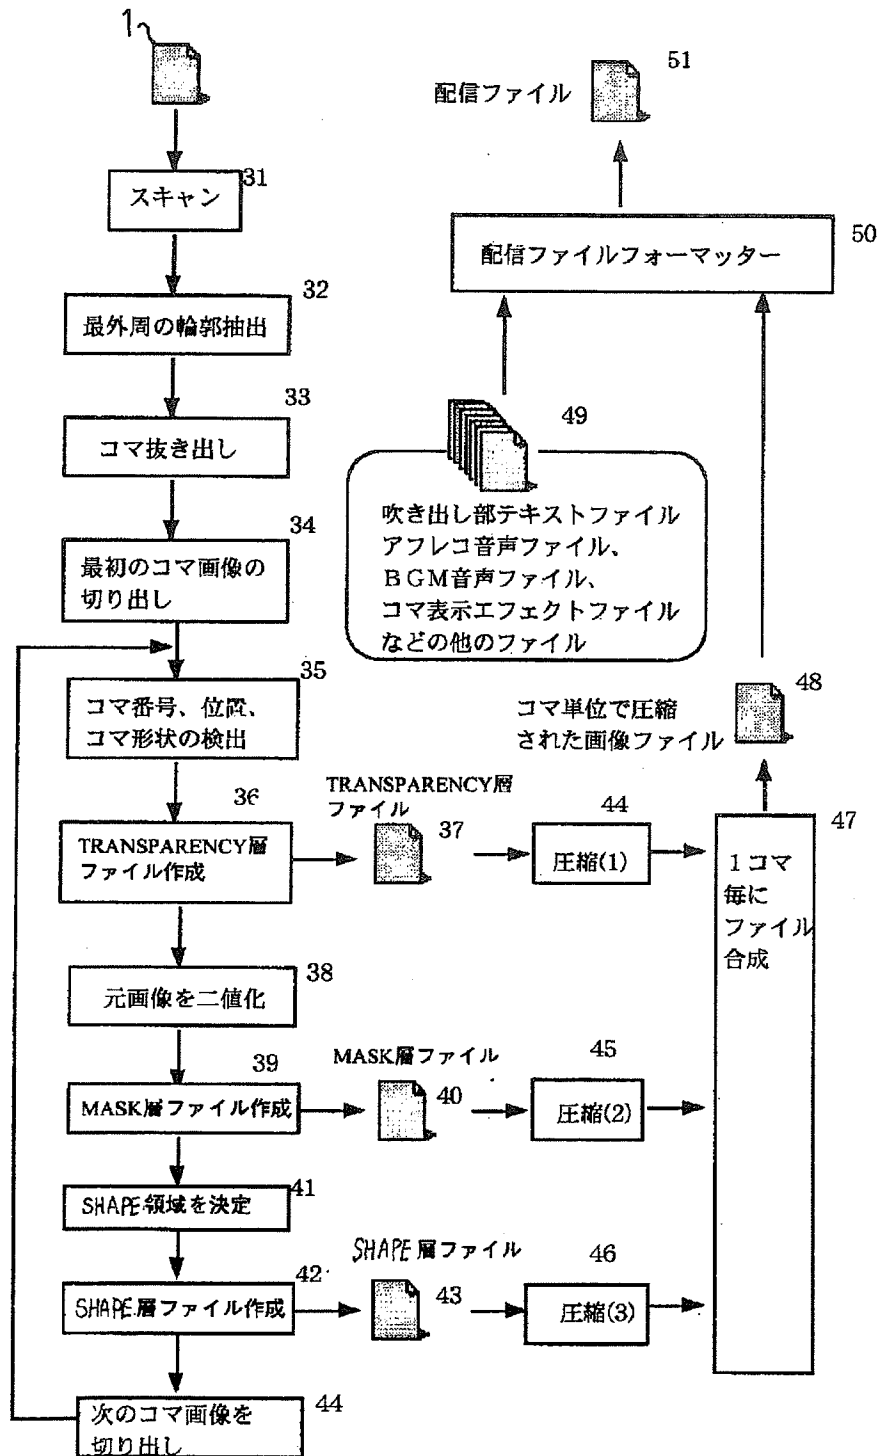 1
スキャン
31
最外周の輪郭抽出
32
コマ抜き出し
33
最初のコマ画像の
切り出し
34
コマ番号、位置、
コマ形状の検出
35
TRANSPARENCY層
ファイル作成
36
TRANSPARENCY層
ファイル
37
圧縮(1)
44
元画像を二値化
38
MASK層ファイル作成
39
MASK層ファイル
40
圧縮(2)
45
SHAPE領域を決定
41
SHAPE層ファイル作成
42
SHAPE層ファイル
43
圧縮(3)
46
次のコマ画像を
切り出し
44
1コマ
毎に
ファイル
合成
47
コマ単位で圧縮
された画像ファイル
48
吹き出し部テキストファイル
アフレコ音声ファイル、
BGM音声ファイル、
コマ表示エフェクトファイル
などの他のファイル
49
配信ファイルフォーマッター
50
配信ファイル
51